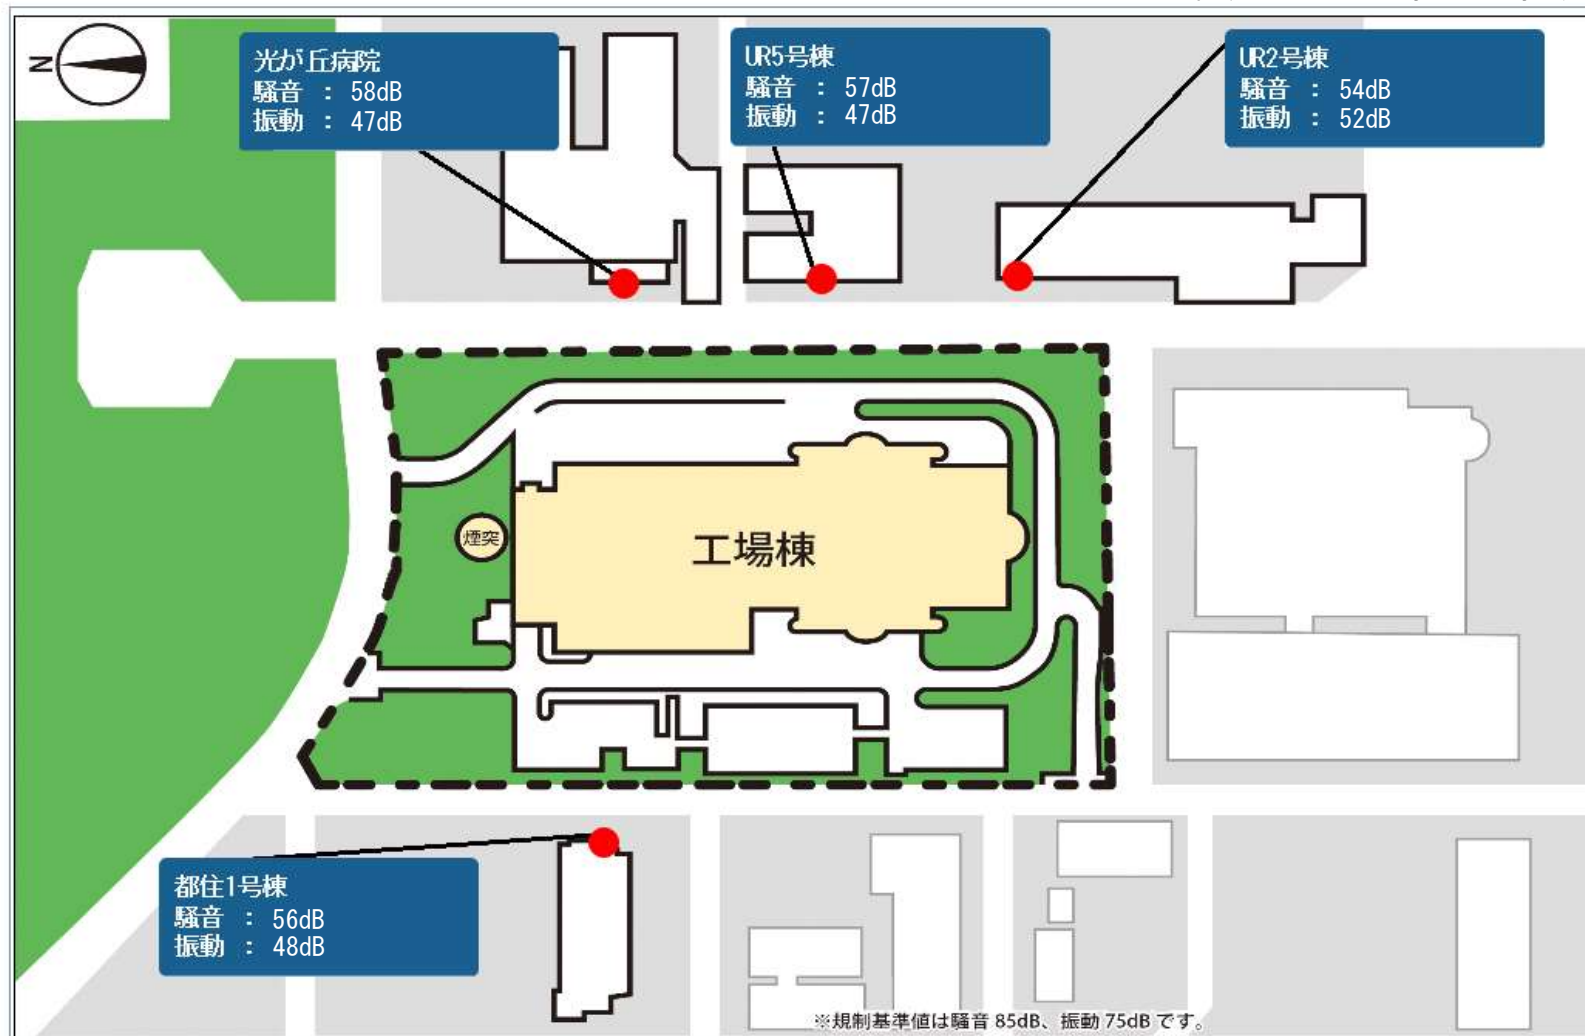 N
光が丘病院
騒音 : 58dB
振動 : 47dB
UR5号棟
騒音 : 57dB
振動 : 47dB
UR2号棟
騒音 : 54dB
振動 : 52dB
煙突
工場棟
都住1号棟
騒音 : 56dB
振動 : 48dB
※規制基準値は騒音 85dB、振動 75dB です。